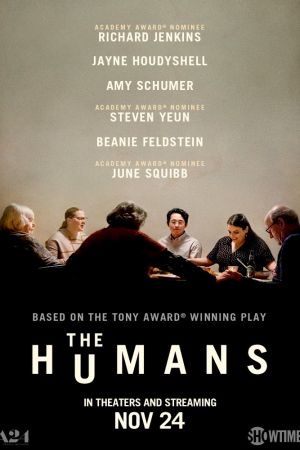 ACADEMY AWARD® NOMINEE
RICHARD JENKINS
JAYNE HOUDYSHELL
AMY SCHUMER
ACADEMY AWARD® NOMINEE
STEVEN YEUN
BEANIE FELDSTEIN
ACADEMY AWARD® NOMINEE
JUNE SQUIBB
BASED ON THE TONY AWARD® WINNING PLAY
THE
HUMANS
IN THEATERS AND STREAMING
NOV 24
A24
SHOWTIME